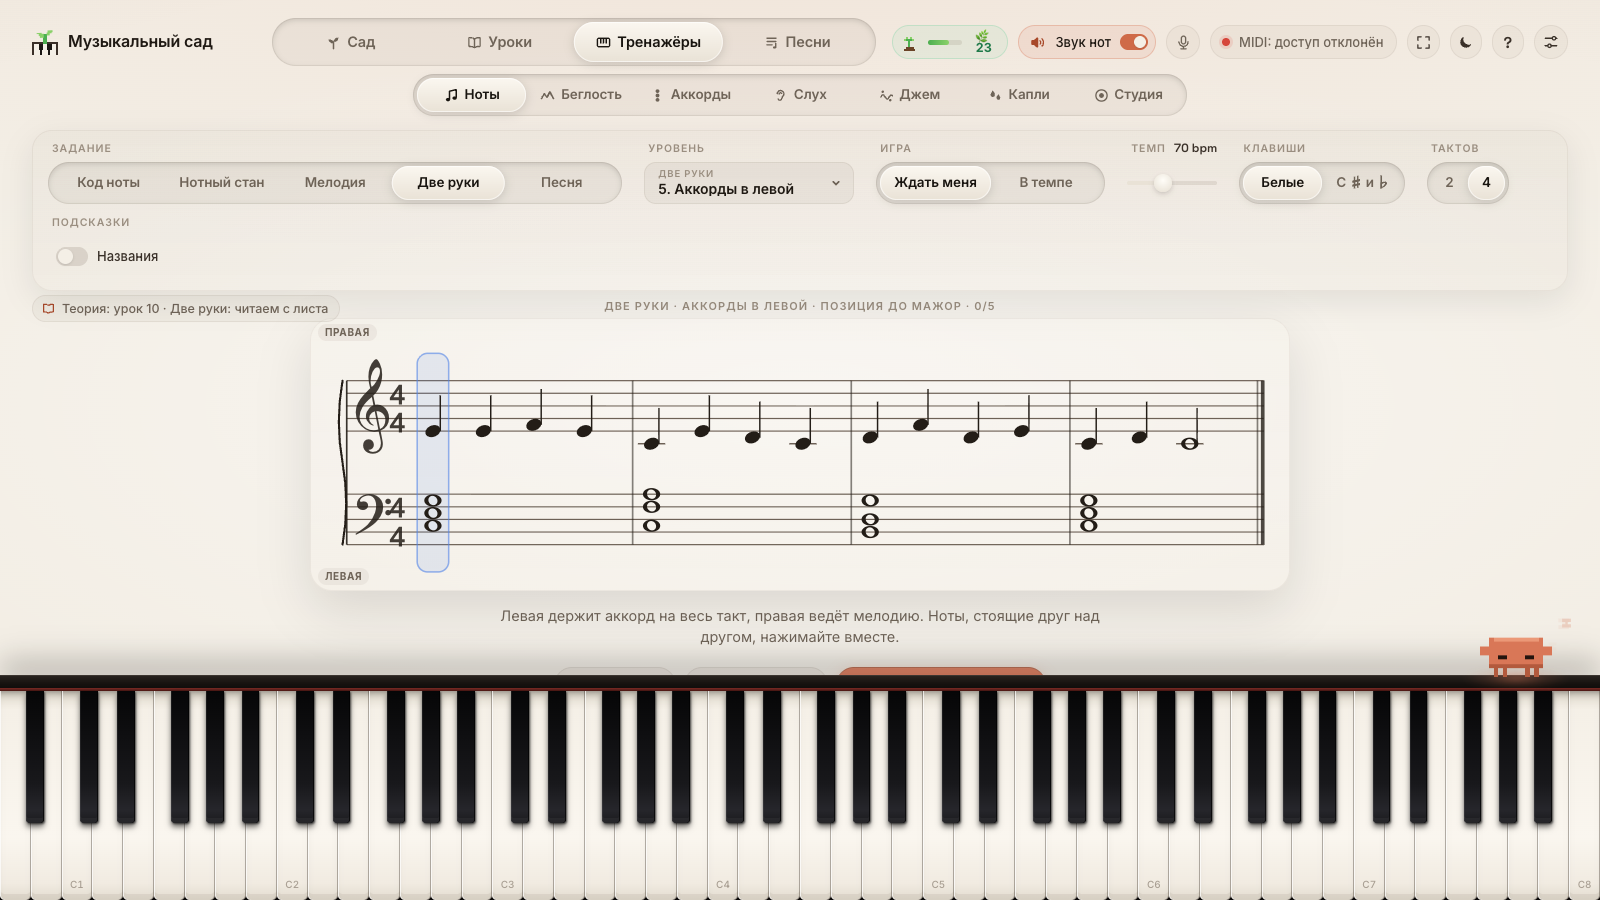 Музыкальный сад
Сад
Уроки
Тренажёры
Песни
23
Звук нот
MIDI: доступ отклонён
?
Ноты
Беглость
Аккорды
Слух
Джем
Капли
Студия
ЗАДАНИЕ
Код ноты
Нотный стан
Мелодия
Две руки
Песня
УРОВЕНЬ
ДВЕ РУКИ
5. Аккорды в левой
ИГРА
Ждать меня
В темпе
ТЕМП 70 bpm
КЛАВИШИ
Белые
С ♯ и ♭
ТАКТОВ
2
4
ПОДСКАЗКИ
Названия
Теория: урок 10 · Две руки: читаем с листа
ДВЕ РУКИ · АККОРДЫ В ЛЕВОЙ · ПОЗИЦИЯ ДО МАЖОР · 0/5
ПРАВАЯ
4
4
4
4
ЛЕВАЯ
Левая держит аккорд на весь такт, правая ведёт мелодию. Ноты, стоящие друг над
другом, нажимайте вместе.
C1
C2
C3
C4
C5
C6
C7
C8